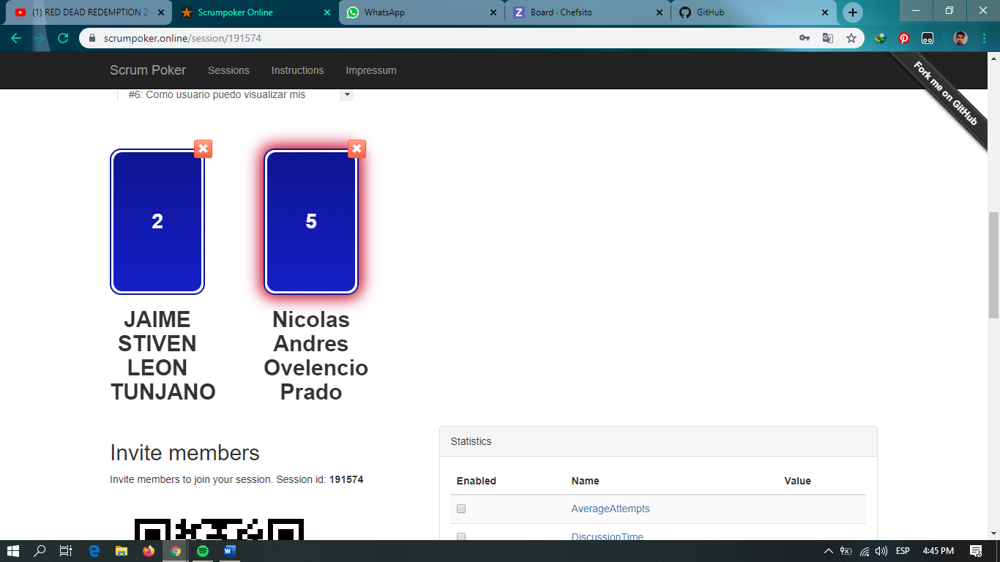 (1) RED DEAD REDEMPTION 2
Scrumpoker Online
WhatsApp
Board · Chefsito
GitHub
scrumpoker.online/session/191574
Scrum Poker
Sessions
Instructions
Impressum
Fork me on GitHub
#6: Como usuario puedo visualizar mis
2
5
JAIME
STIVEN
LEON
TUNJANO
Nicolas
Andres
Ovelencio
Prado
Invite members
Invite members to join your session. Session id: 191574
Statistics
Enabled
Name
Value
AverageAttempts
DiscussionTime
ESP
4:45 PM